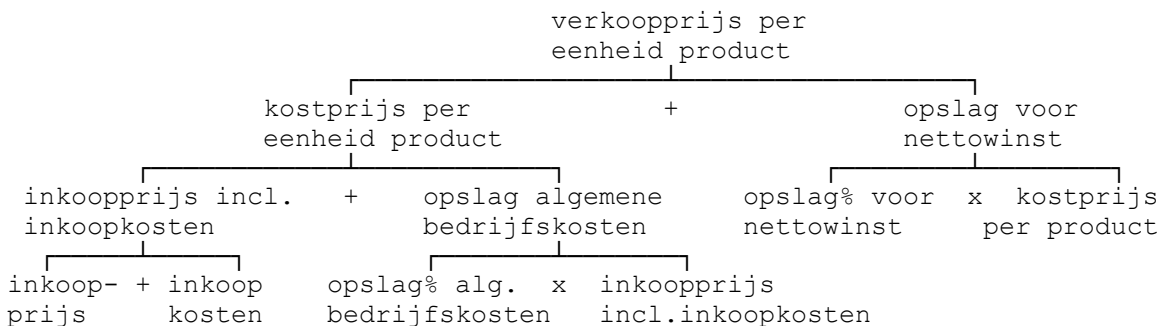 verkoopprijs per
eenheid product
kostprijs per + opslag voor
eenheid product nettowinst
inkoopprijs incl. + opslag algemene opslag% voor x kostprijs
inkoopkosten bedrijfskosten nettowinst per product
inkoop- + inkoop opslag% alg. x inkoopprijs
prijs kosten bedrijfskosten incl.inkoopkosten